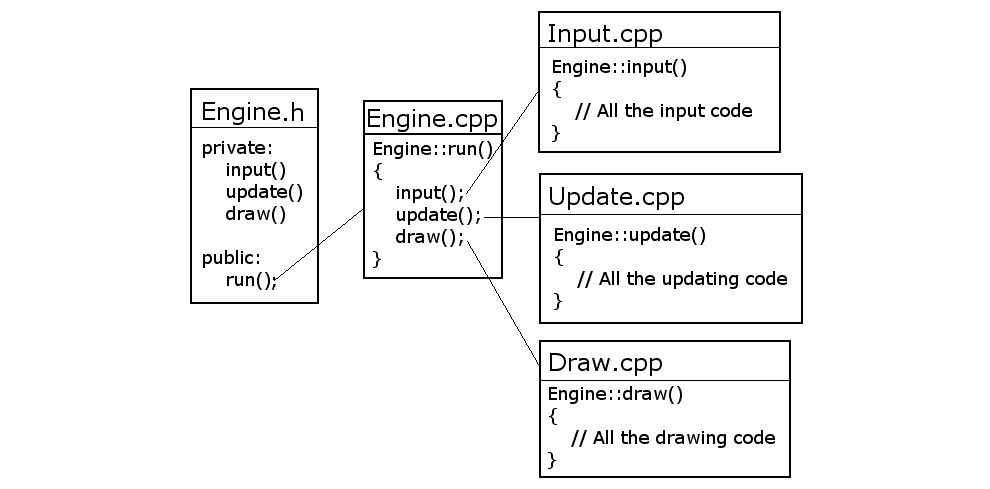 Engine.h
private:
input()
update()
draw()
public:
run();
Engine.cpp
Engine::run()
{
input();
update();
draw();
}
Input.cpp
Engine::input()
{
// All the input code
}
Update.cpp
Engine::update()
{
// All the updating code
}
Draw.cpp
Engine::draw()
{
// All the drawing code
}